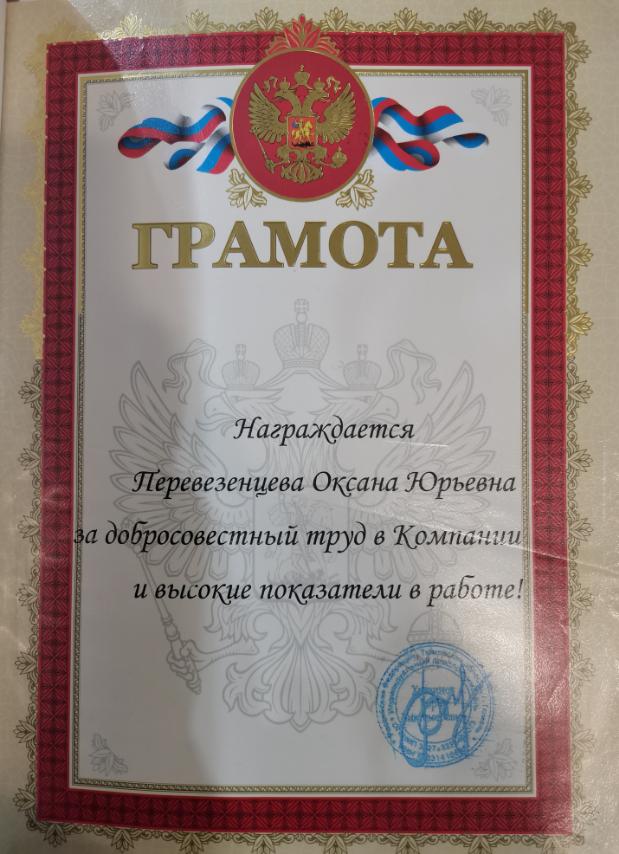 ГРАМОТА
Награждается
Перевезенцева Оксана Юрьевна
за добросовестный труд в Компании
и высокие показатели в работе!